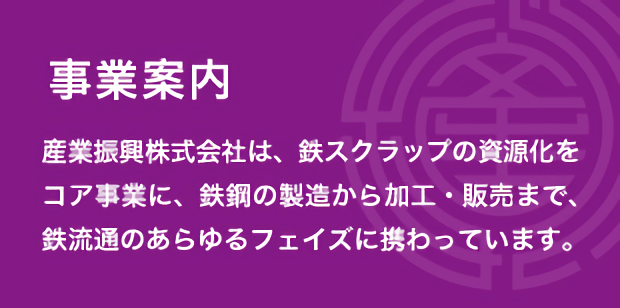 事業案内
産業振興株式会社は、鉄スクラップの資源化を
コア事業に、鉄鋼の製造から加工・販売まで、
鉄流通のあらゆるフェイズに携わっています。